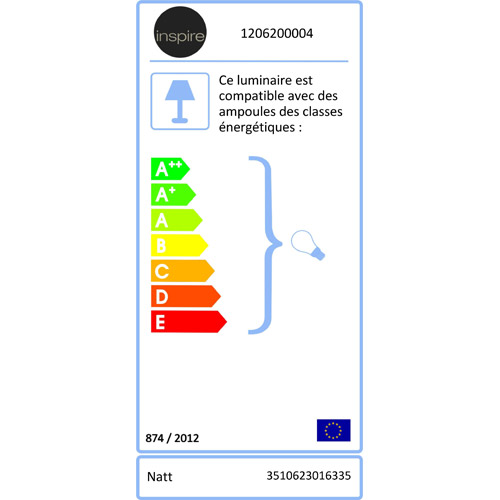 inspire
1206200004
Ce luminaire est
compatible avec des
ampoules des classes
énergétiques :
A++
A+
A
B
C
D
E
874 / 2012
Natt 3510623016335